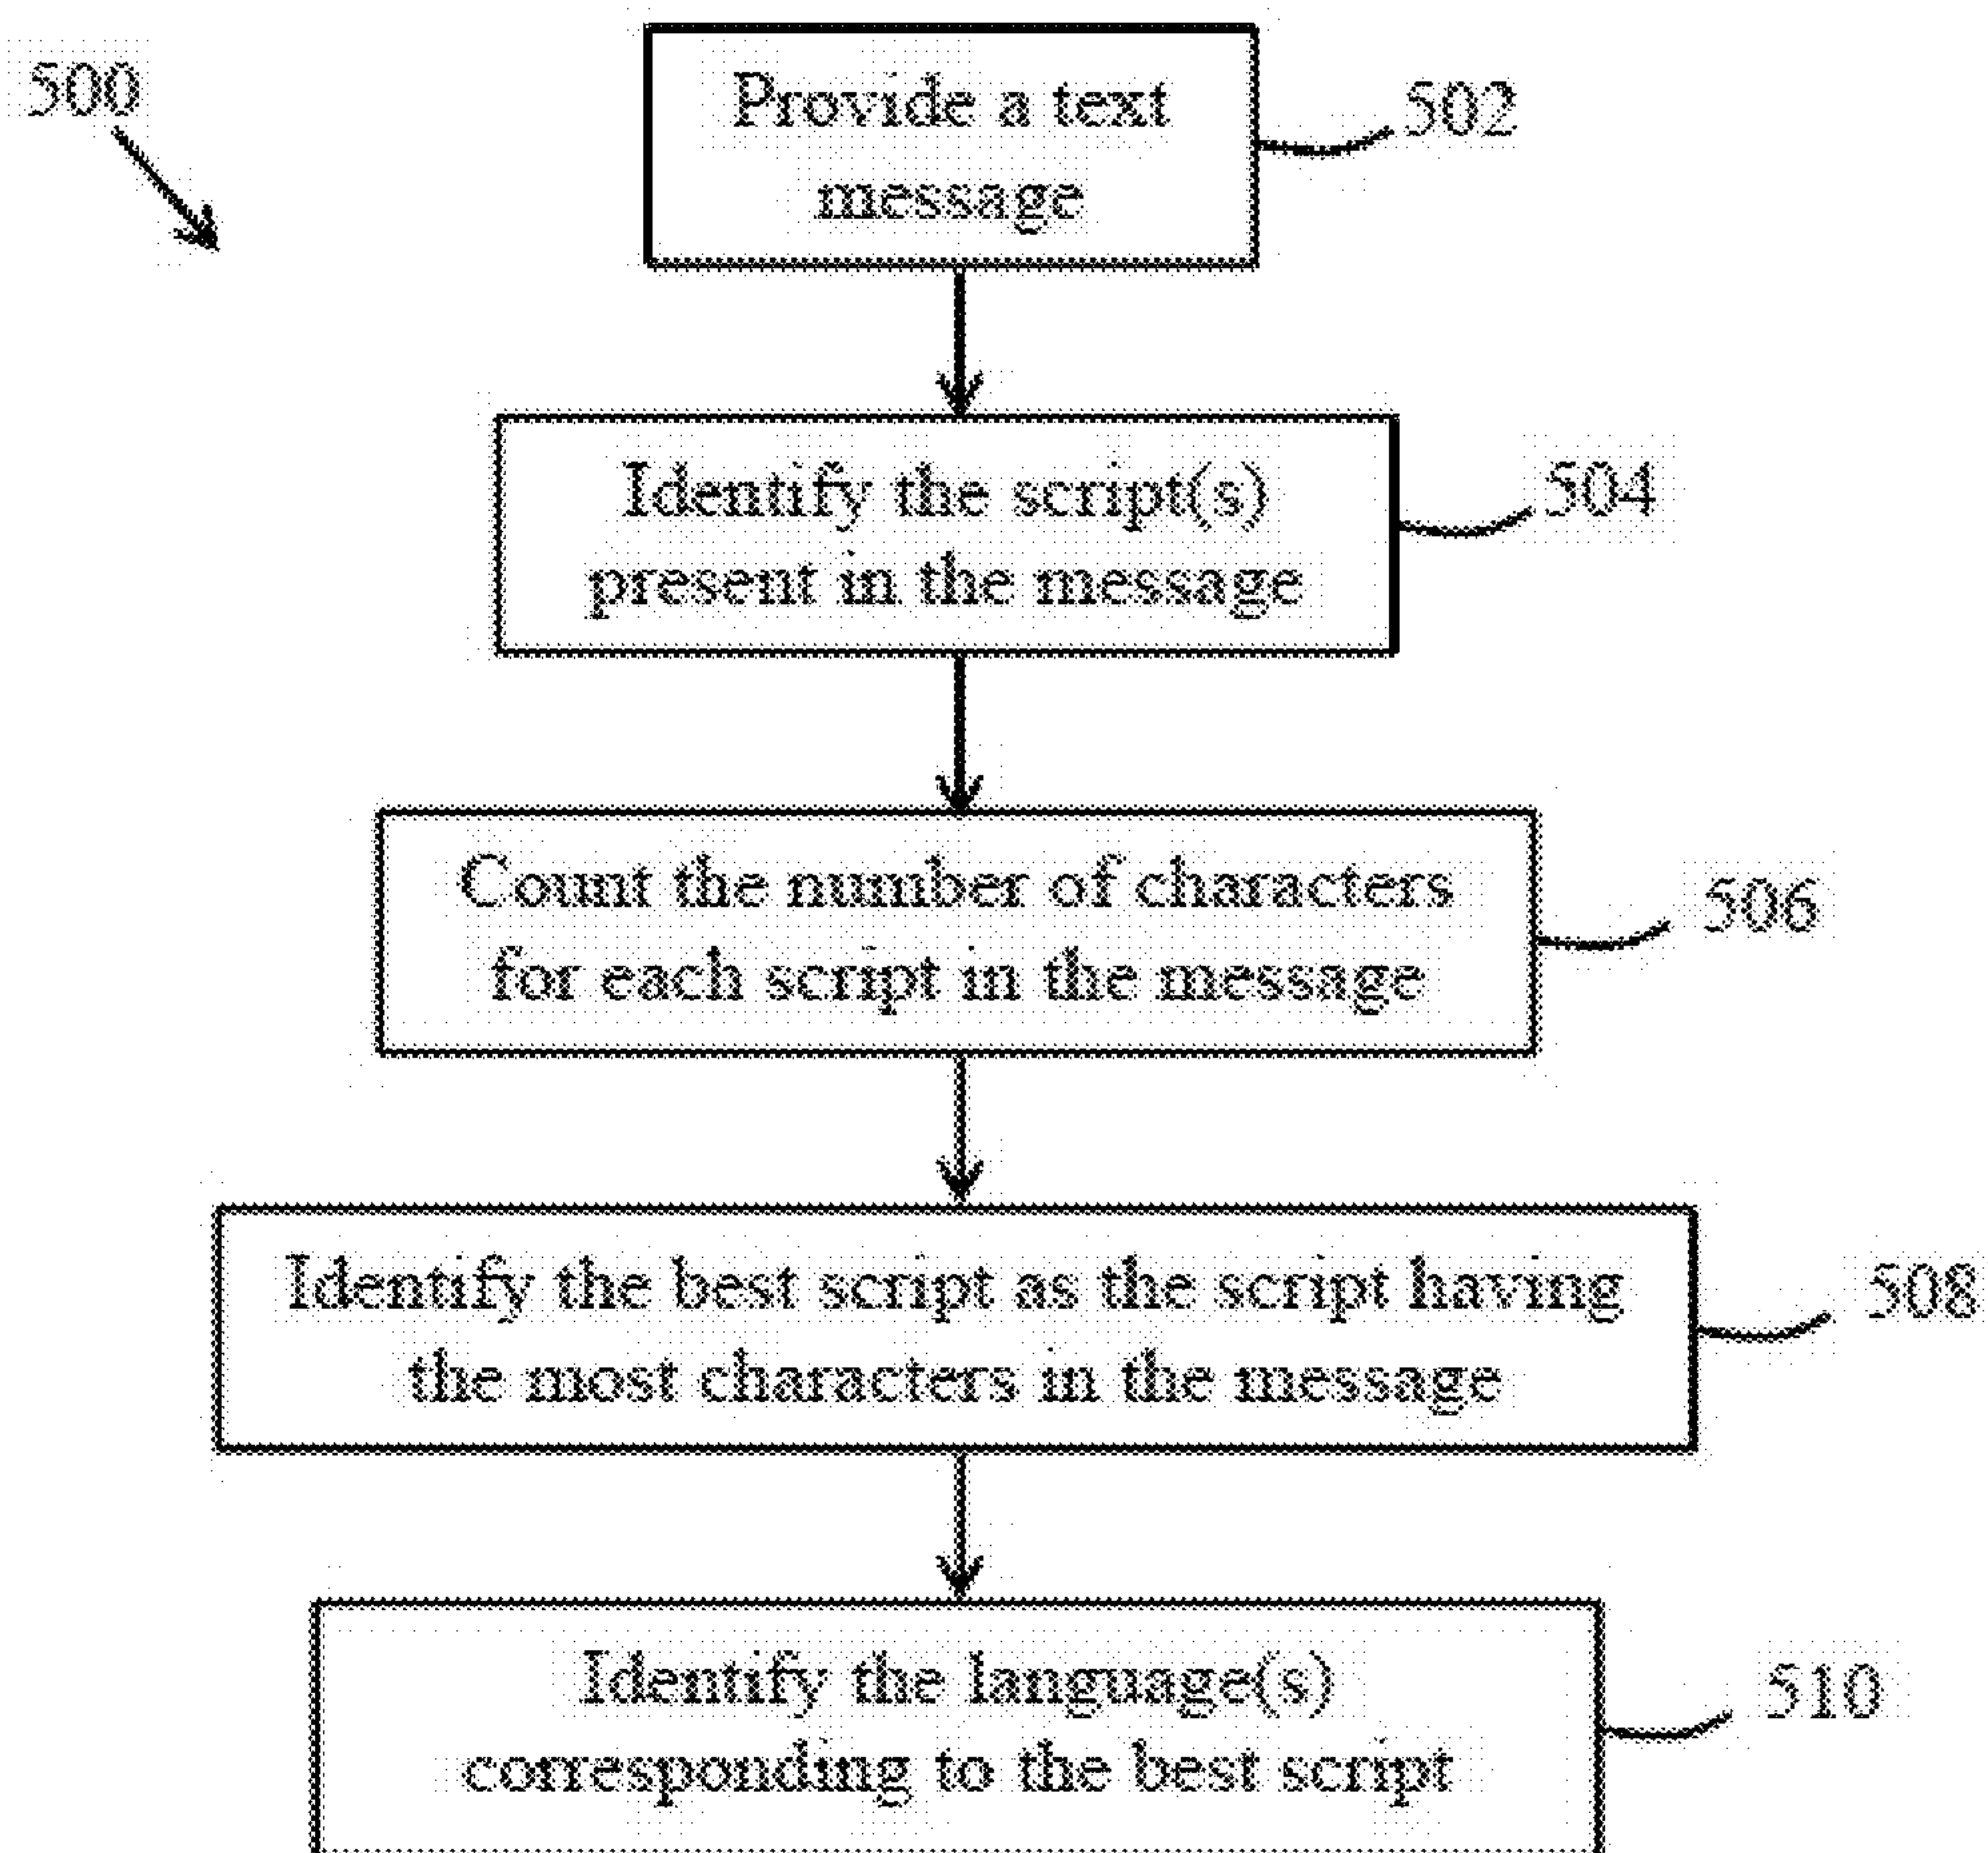 500
Provide a text
message
502
Identify the script(s)
present in the message
504
Count the number of characters
for each script in the message
506
Identify the best script as the script having
the most characters in the message
508
Identify the language(s)
corresponding to the best script
510